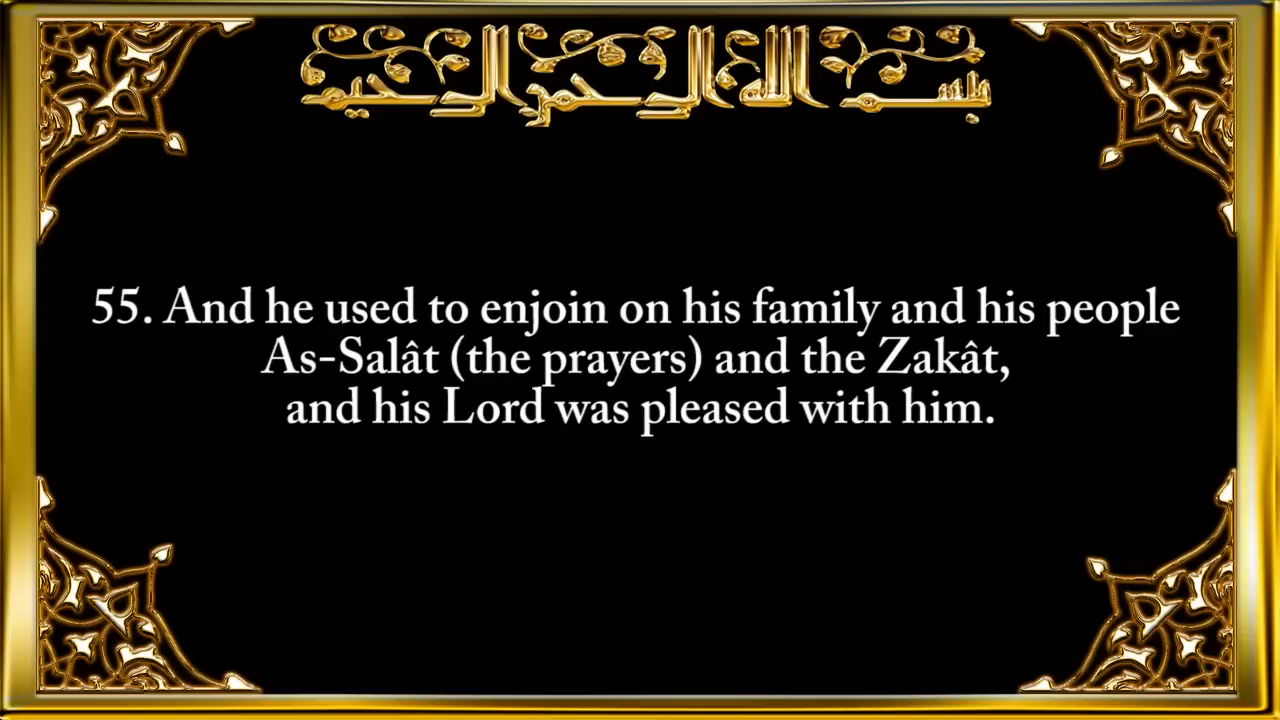 بسم الله الرحمن الرحيم
55. And he used to enjoin on his family and his people
As-Salât (the prayers) and the Zakât,
and his Lord was pleased with him.